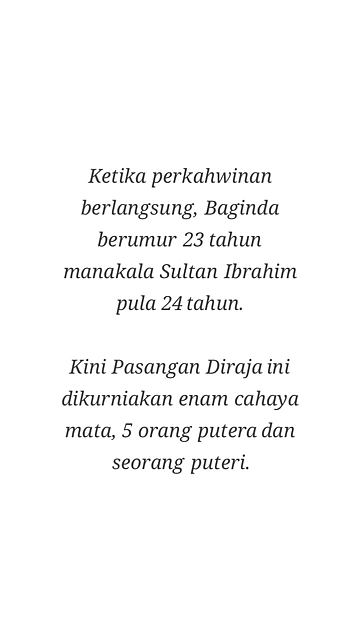 Ketika perkahwinan
berlangsung, Baginda
berumur 23 tahun
manakala Sultan Ibrahim
pula 24 tahun.
Kini Pasangan Diraja ini
dikurniakan enam cahaya
mata, 5 orang putera dan
seorang puteri.